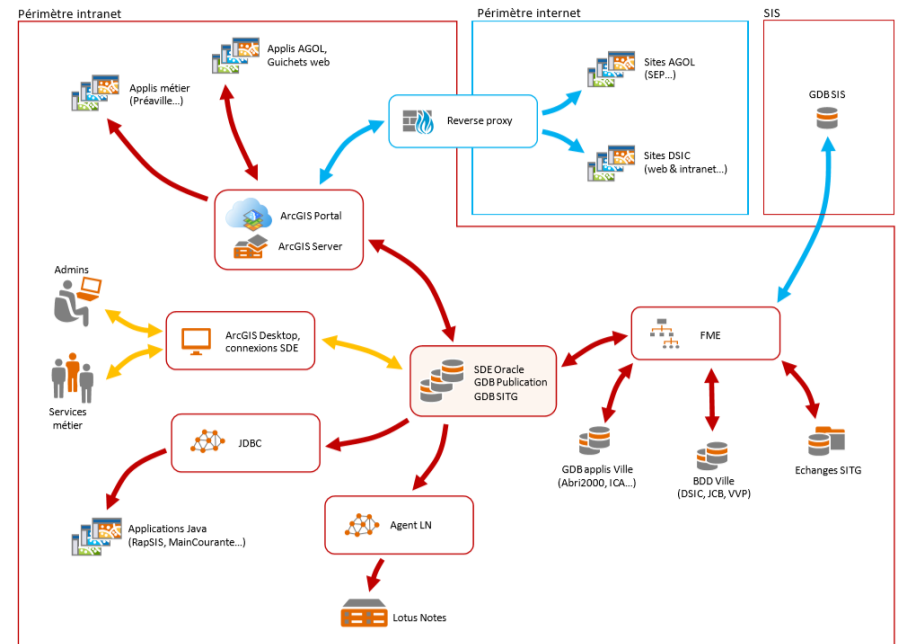 Périmètre intranet
Périmètre internet
SIS
Applis AGOL,
Guichets web
Applis métier
(Préaville...)
Sites AGOL
(SEP...)
GDB SIS
Reverse proxy
Sites DSIC
(web & intranet...)
ArcGIS Portal
ArcGIS Server
Admins
ArcGIS Desktop,
connexions SDE
FME
SDE Oracle
GDB Publication
GDB SITG
Services
métier
JDBC
GDB applis Ville
(Abri2000, ICA...)
BDD Ville
(DSIC, JCB, VVP)
Echanges SITG
Applications Java
(RapSIS, MainCourante...)
Agent LN
Lotus Notes